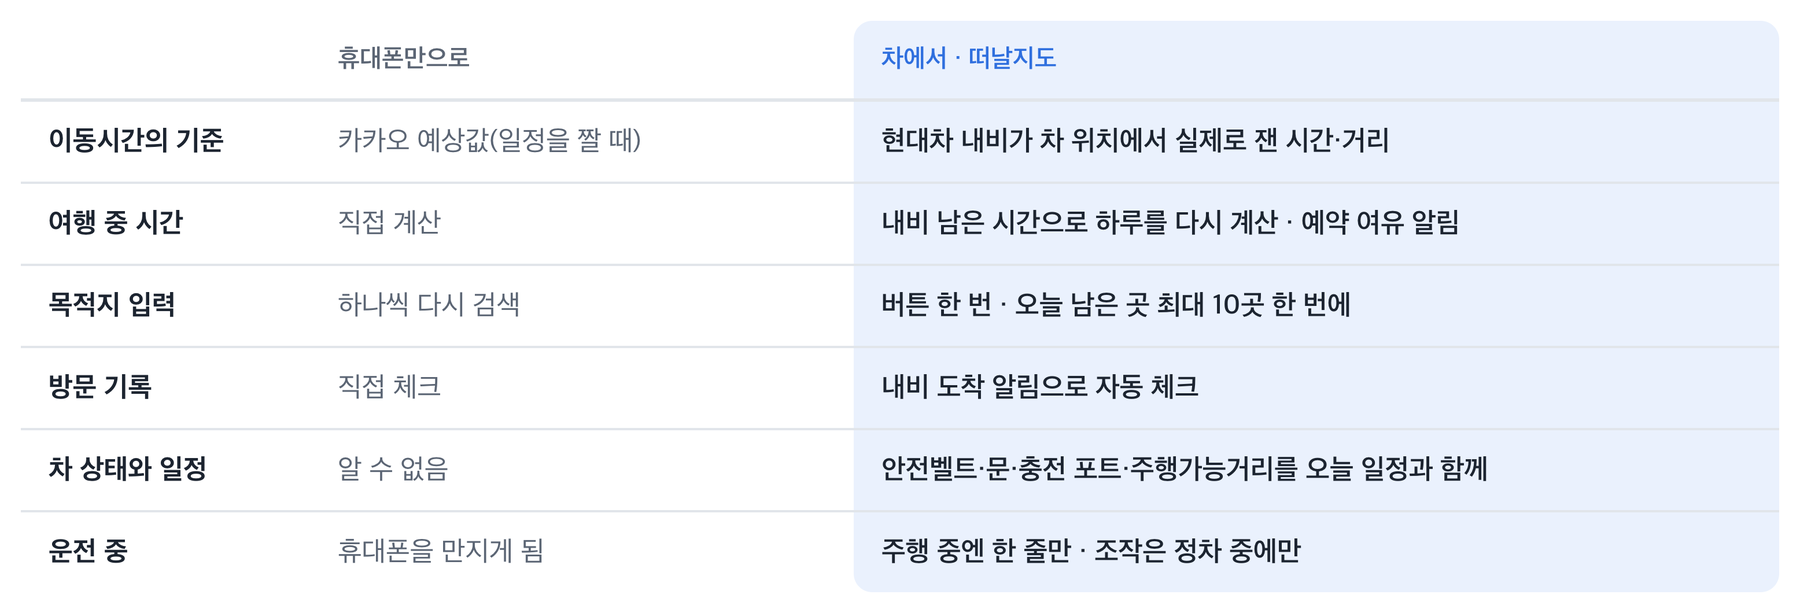 휴대폰만으로 차에서 · 떠날지도
이동시간의 기준 카카오 예상값(일정을 짤 때) 현대차 내비가 차 위치에서 실제로 잰 시간·거리
여행 중 시간 직접 계산 내비 남은 시간으로 하루를 다시 계산 · 예약 여유 알림
목적지 입력 하나씩 다시 검색 버튼 한 번 · 오늘 남은 곳 최대 10곳 한 번에
방문 기록 직접 체크 내비 도착 알림으로 자동 체크
차 상태와 일정 알 수 없음 안전벨트·문·충전 포트·주행가능거리를 오늘 일정과 함께
운전 중 휴대폰을 만지게 됨 주행 중엔 한 줄만 · 조작은 정차 중에만